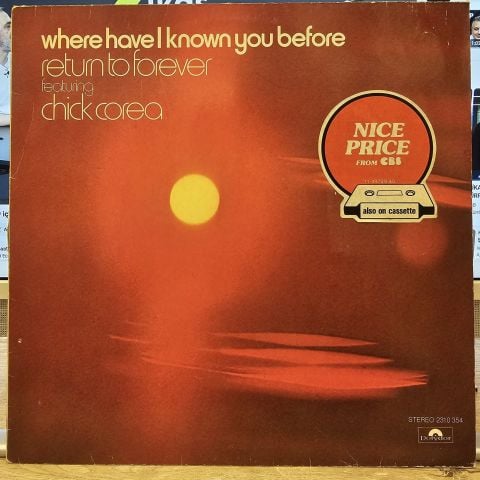 where have I known you before
return to forever
featuring
chick corea
NICE
PRICE
FROM CBS
also on cassette
STEREO 2310 354
Polydor